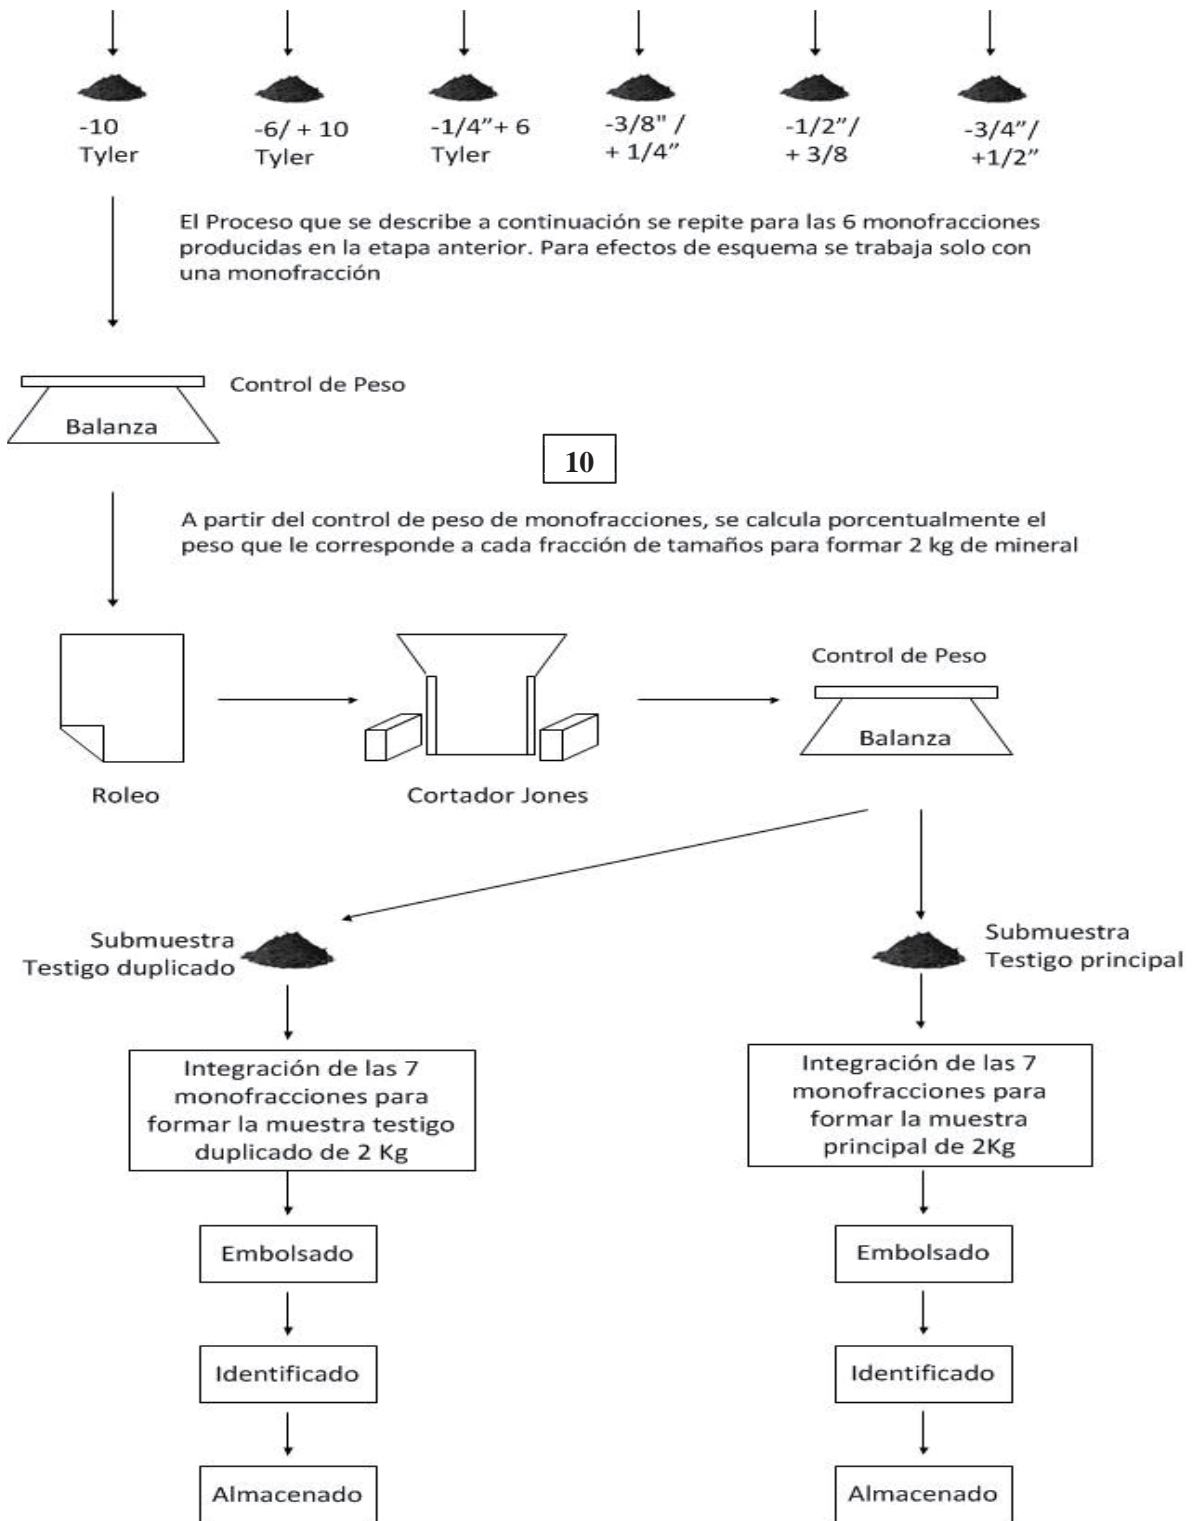 -10
Tyler
-6/ + 10
Tyler
-1/4”+ 6
Tyler
-3/8" /
+ 1/4”
-1/2”/
+ 3/8
-3/4”/
+1/2”
El Proceso que se describe a continuación se repite para las 6 monofracciones
producidas en la etapa anterior. Para efectos de esquema se trabaja solo con
una monofracción
Control de Peso
Balanza
10
A partir del control de peso de monofracciones, se calcula porcentualmente el
peso que le corresponde a cada fracción de tamaños para formar 2 kg de mineral
Control de Peso
Balanza
Roleo
Cortador Jones
Submuestra
Testigo duplicado
Submuestra
Testigo principal
Integración de las 7
monofracciones para
formar la muestra testigo
duplicado de 2 Kg
Integración de las 7
monofracciones para
formar la muestra
principal de 2Kg
Embolsado
Embolsado
Identificado
Identificado
Almacenado
Almacenado